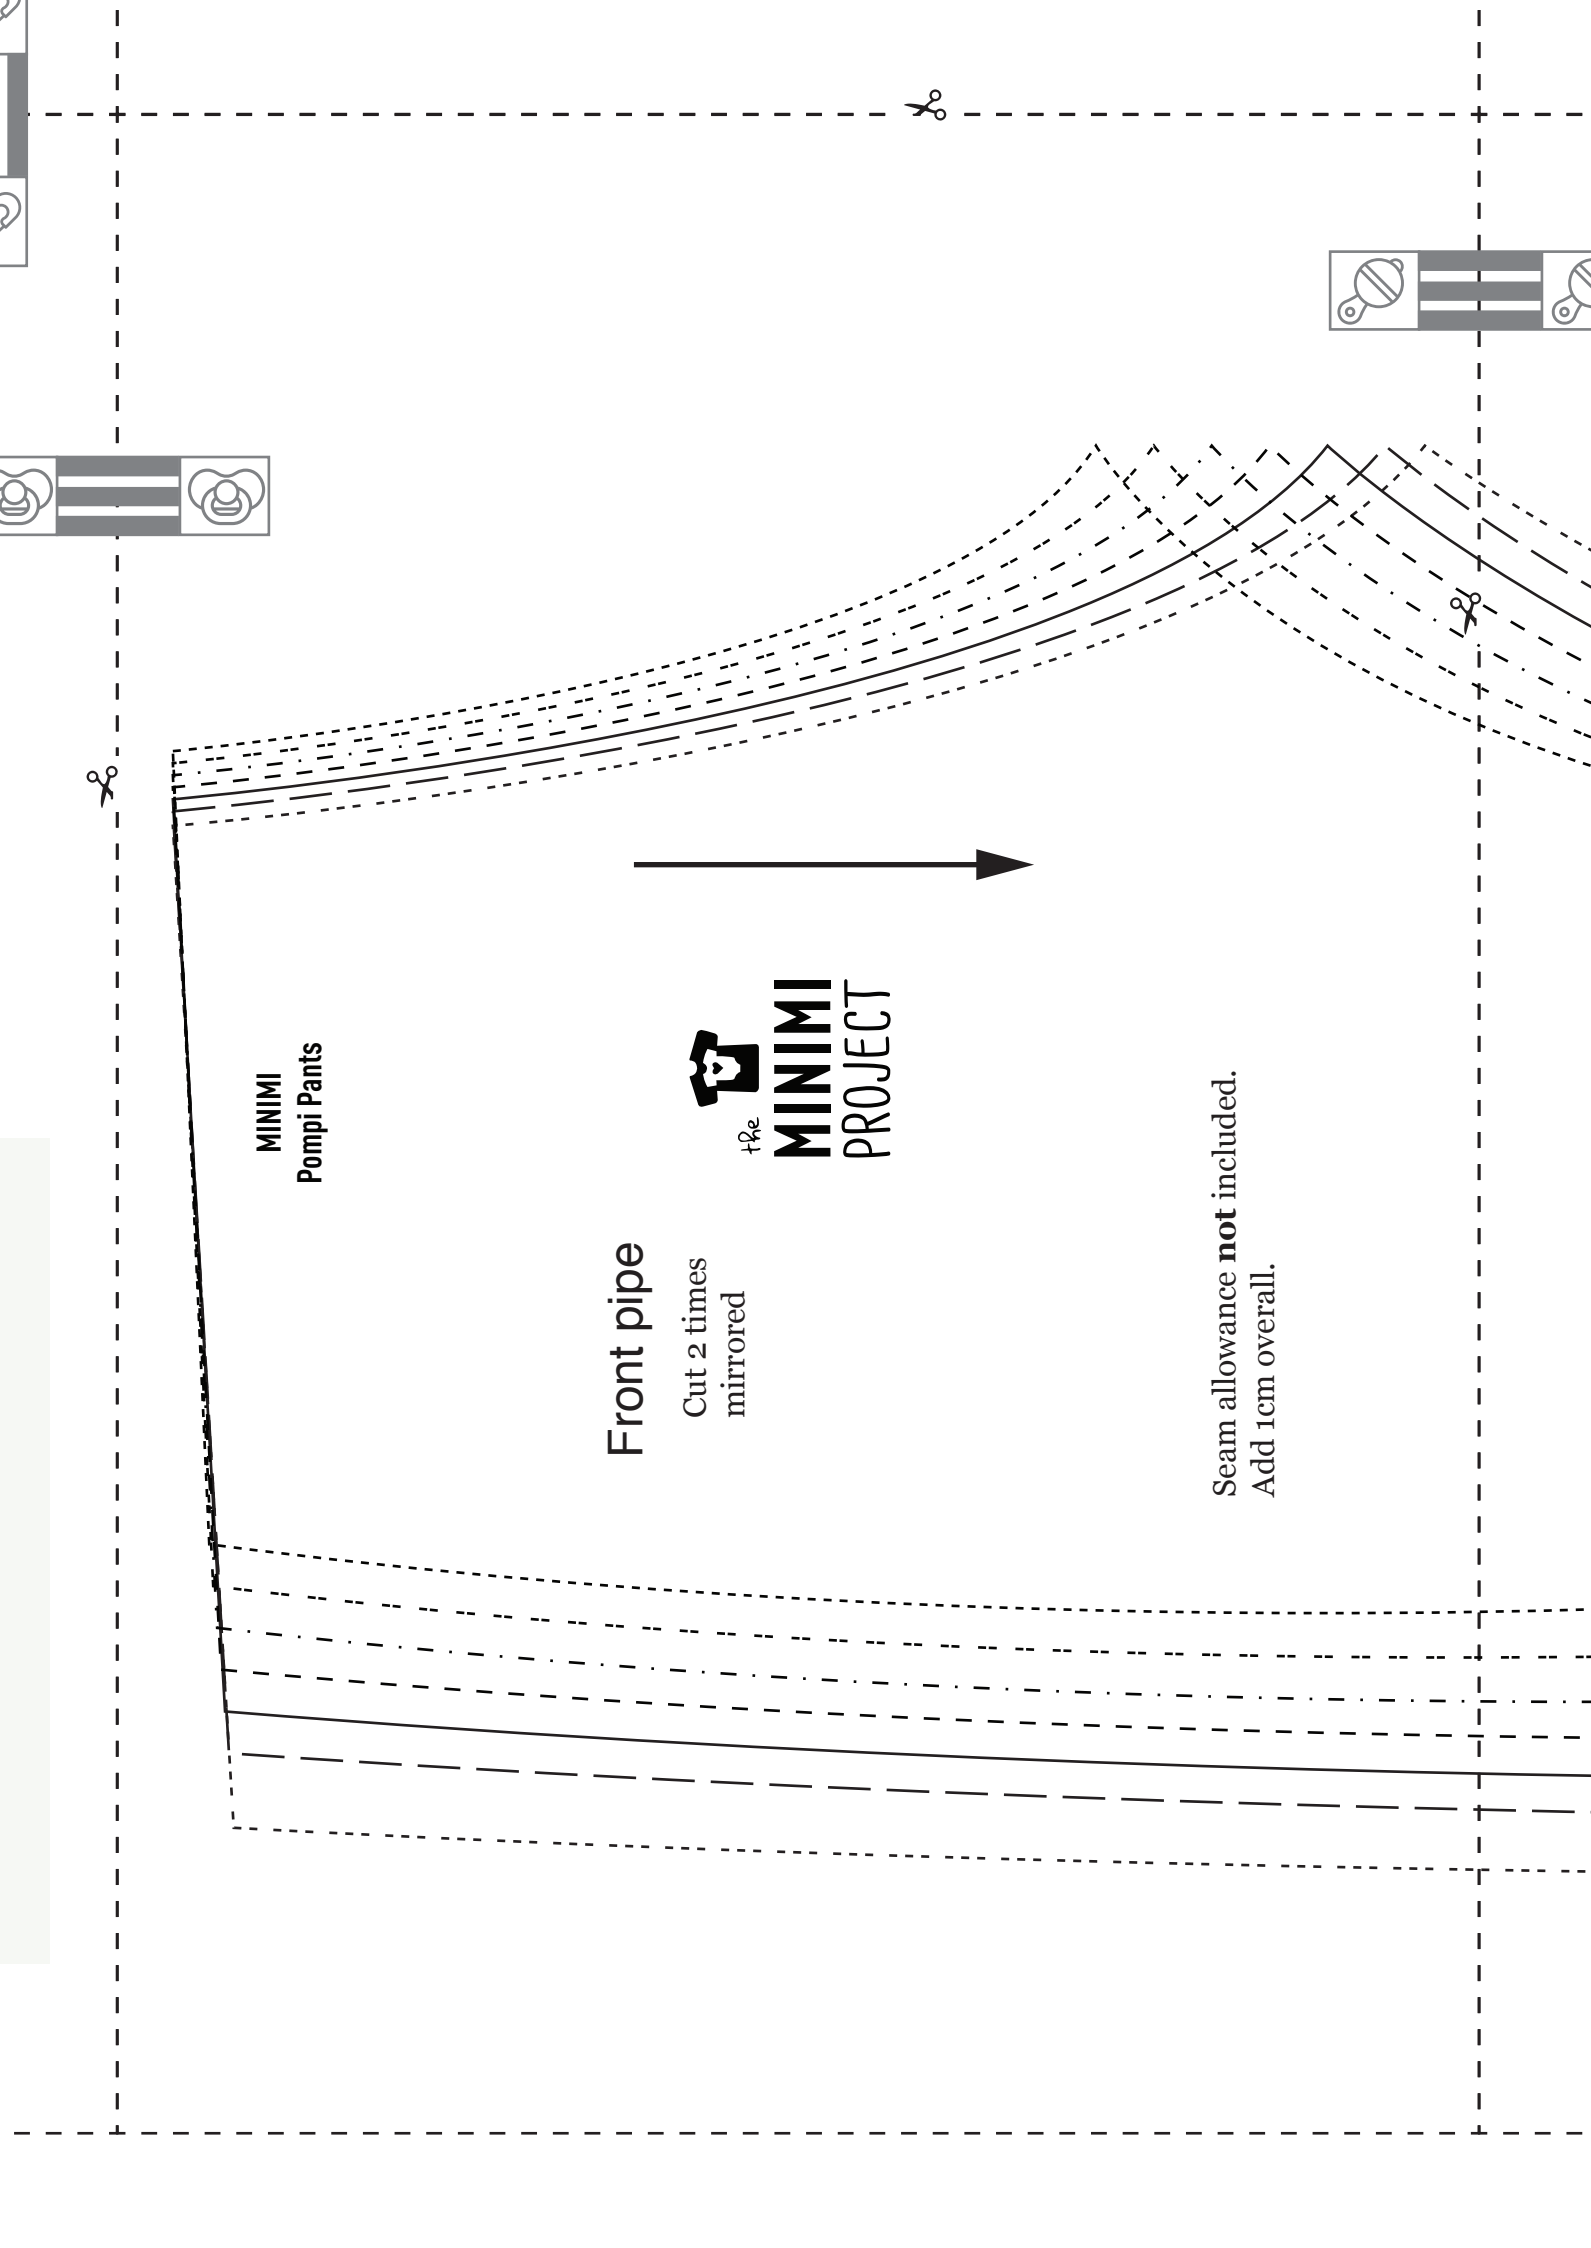 MINIMI
Pompi Pants
Front pipe
Cut 2 times
mirrored
the
MINIMI
PROJECT
Seam allowance not included.
Add 1cm overall.